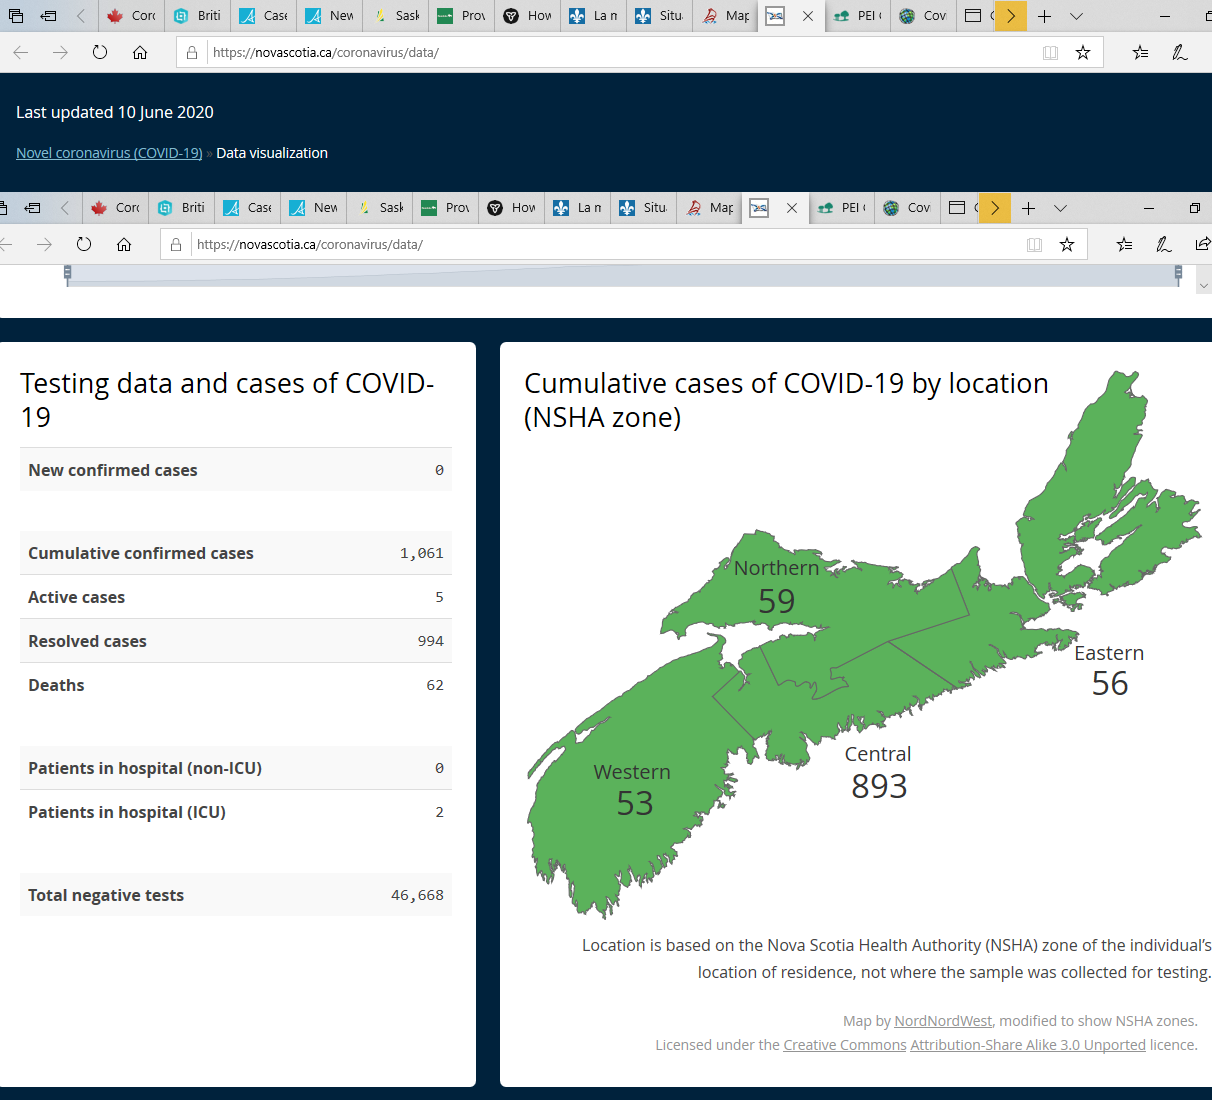 Corc
Briti
Case
New
Sask
Prov
How
La n
Situ
Map
PEI
Cov
https://novascotia.ca/coronavirus/data/
Last updated 10 June 2020
Novel coronavirus (COVID-19) » Data visualization
Corc
Briti
Case
New
Sask
Prov
How
La n
Situ
Map
PEI
Cov
https://novascotia.ca/coronavirus/data/
Testing data and cases of COVID-
19
New confirmed cases 0
Cumulative confirmed cases 1,061
Active cases 5
Resolved cases 994
Deaths 62
Patients in hospital (non-ICU) 0
Patients in hospital (ICU) 2
Total negative tests 46,668
Cumulative cases of COVID-19 by location
(NSHA zone)
Northern
59
Eastern
56
Central
893
Western
53
Location is based on the Nova Scotia Health Authority (NSHA) zone of the individual's
location of residence, not where the sample was collected for testing.
Map by NordNordWest, modified to show NSHA zones.
Licensed under the Creative Commons Attribution-Share Alike 3.0 Unported licence.